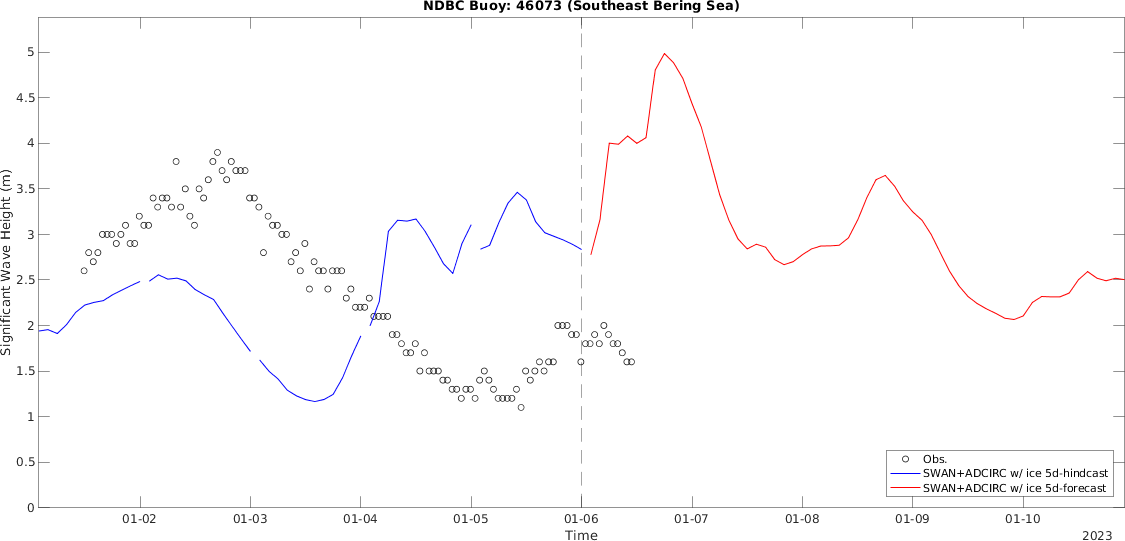 NDBC Buoy: 46073 (Southeast Bering Sea)
Significant Wave Height (m)
5
4.5
4
3.5
3
2.5
2
1.5
1
0.5
0
Obs.
SWAN+ADCIRC w/ ice 5d-hindcast
SWAN+ADCIRC w/ ice 5d-forecast
01-02 01-03 01-04 01-05 01-06 01-07 01-08 01-09 01-10
Time
2023